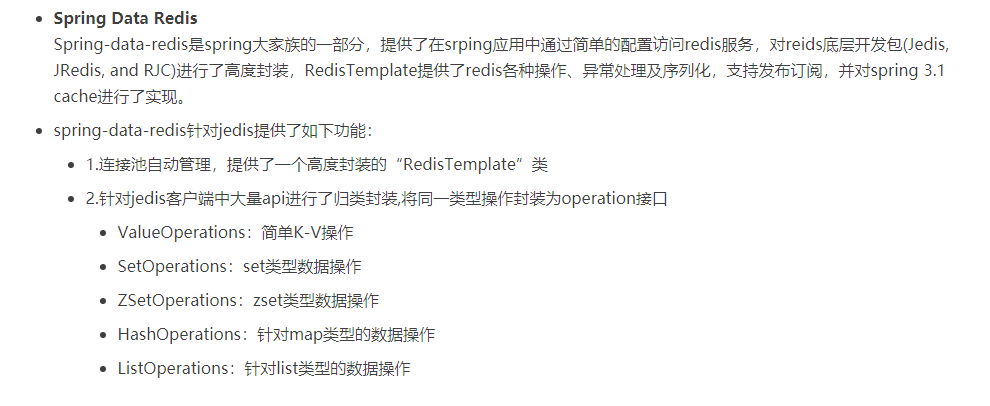 Spring Data Redis
Spring-data-redis是spring大家族的一部分，提供了在srping应用中通过简单的配置访问redis服务，对reids底层开发包(Jedis,
JRedis, and RJC)进行了高度封装，RedisTemplate提供了redis各种操作、异常处理及序列化，支持发布订阅，并对spring 3.1
cache进行了实现。
spring-data-redis针对jedis提供了如下功能：
1.连接池自动管理，提供了一个高度封装的“RedisTemplate”类
2.针对jedis客户端中大量api进行了归类封装,将同一类型操作封装为operation接口
ValueOperations：简单K-V操作
SetOperations：set类型数据操作
ZSetOperations：zset类型数据操作
HashOperations：针对map类型的数据操作
ListOperations：针对list类型的数据操作